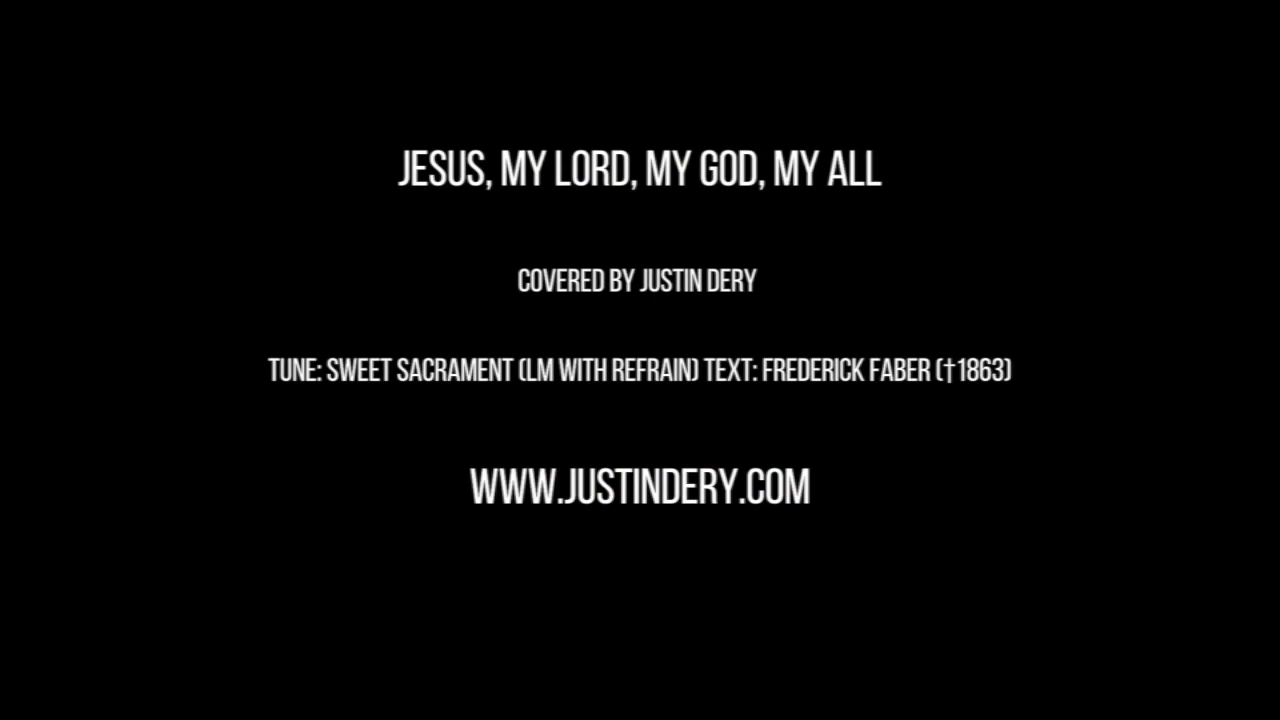 JESUS, MY LORD, MY GOD, MY ALL
COVERED BY JUSTIN DERY
TUNE: SWEET SACRAMENT (LM WITH REFRAIN) TEXT: FREDERICK FABER (†1863)
WWW.JUSTINDERY.COM